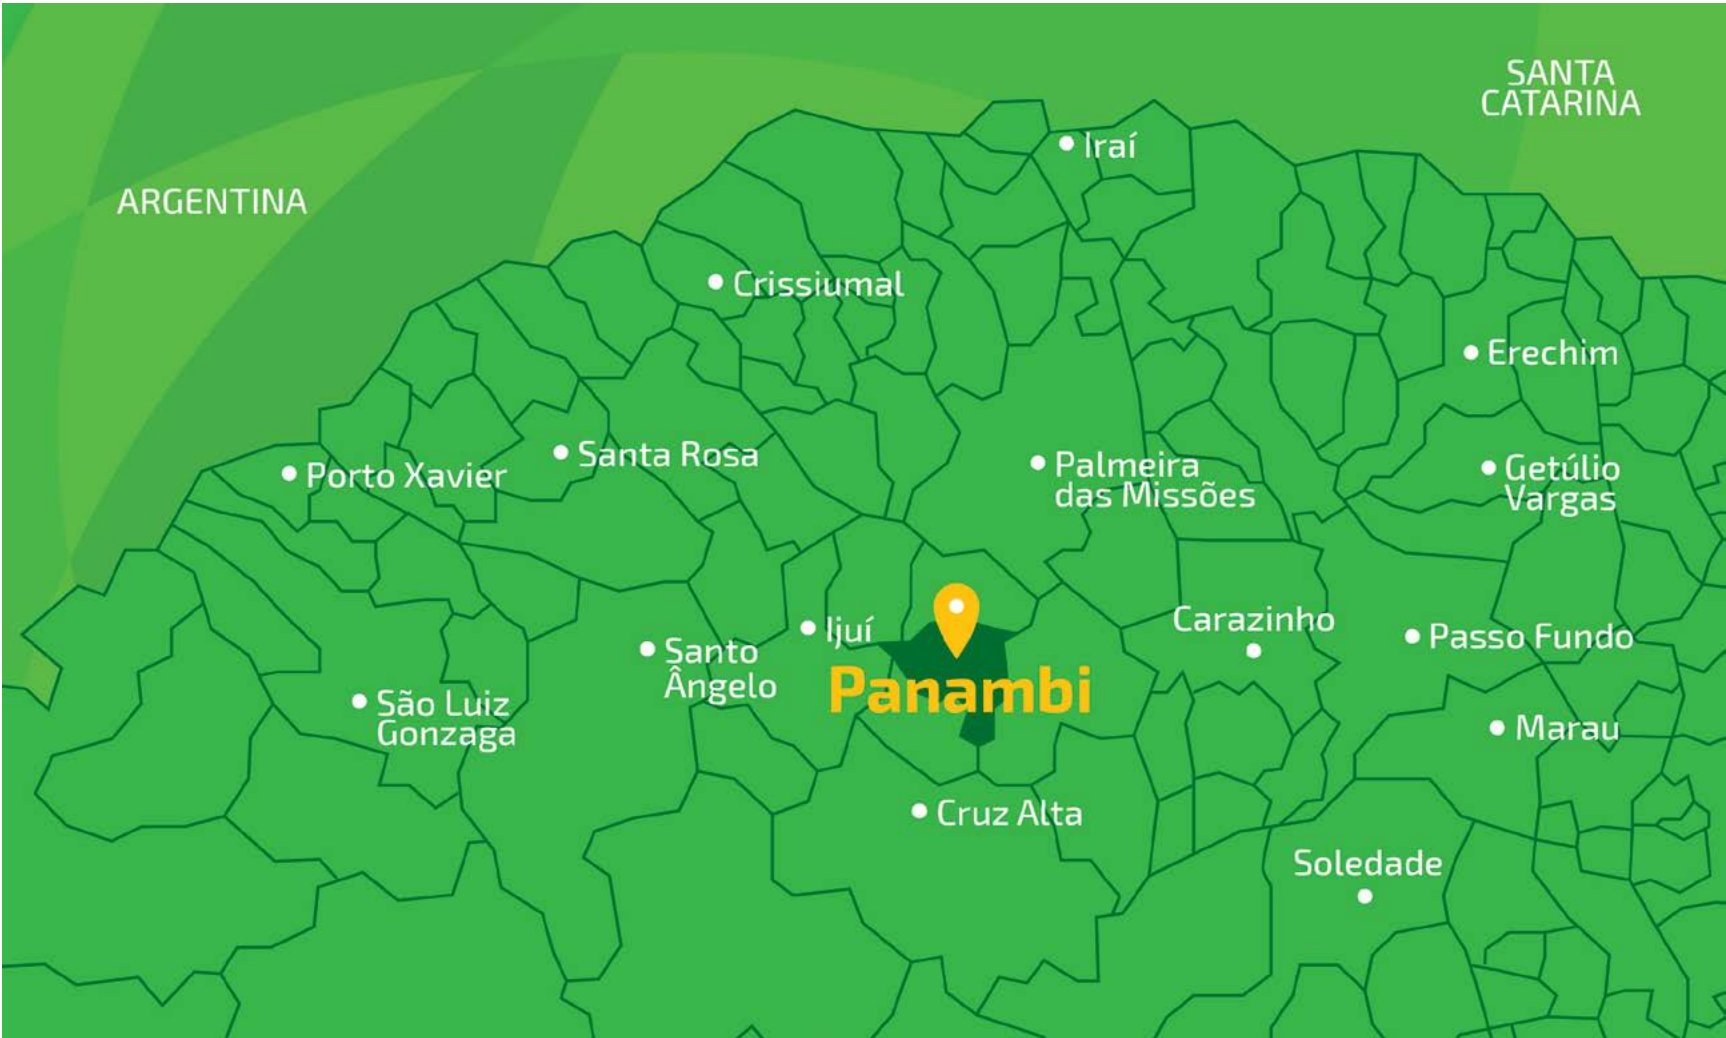 SANTA
CATARINA
Iraí
ARGENTINA
Crissiumal
Erechim
Santa Rosa
Porto Xavier
Palmeira
das Missões
Getúlio
Vargas
Ijuí
Carazinho
Passo Fundo
Santo
Ângelo
Panambi
São Luiz
Gonzaga
Marau
Cruz Alta
Soledade